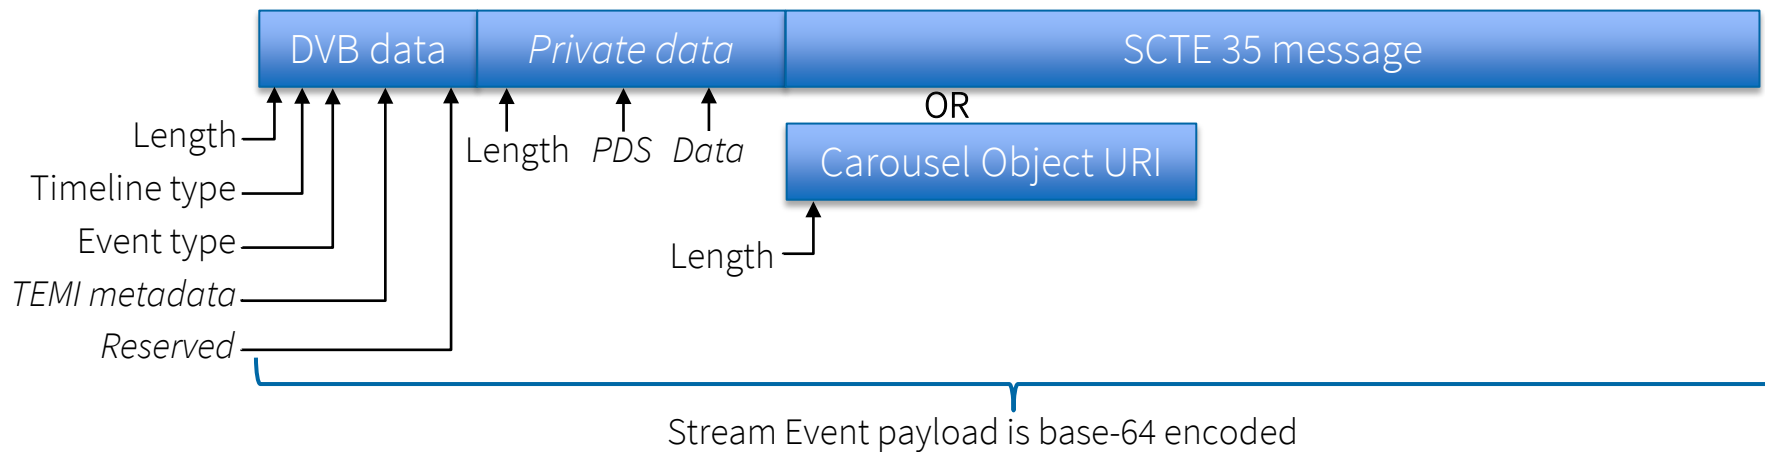 DVB data Private data SCTE 35 message
OR
Length
Length PDS Data
Carousel Object URI
Timeline type
Event type
Length
TEMI metadata
Reserved
Stream Event payload is base-64 encoded